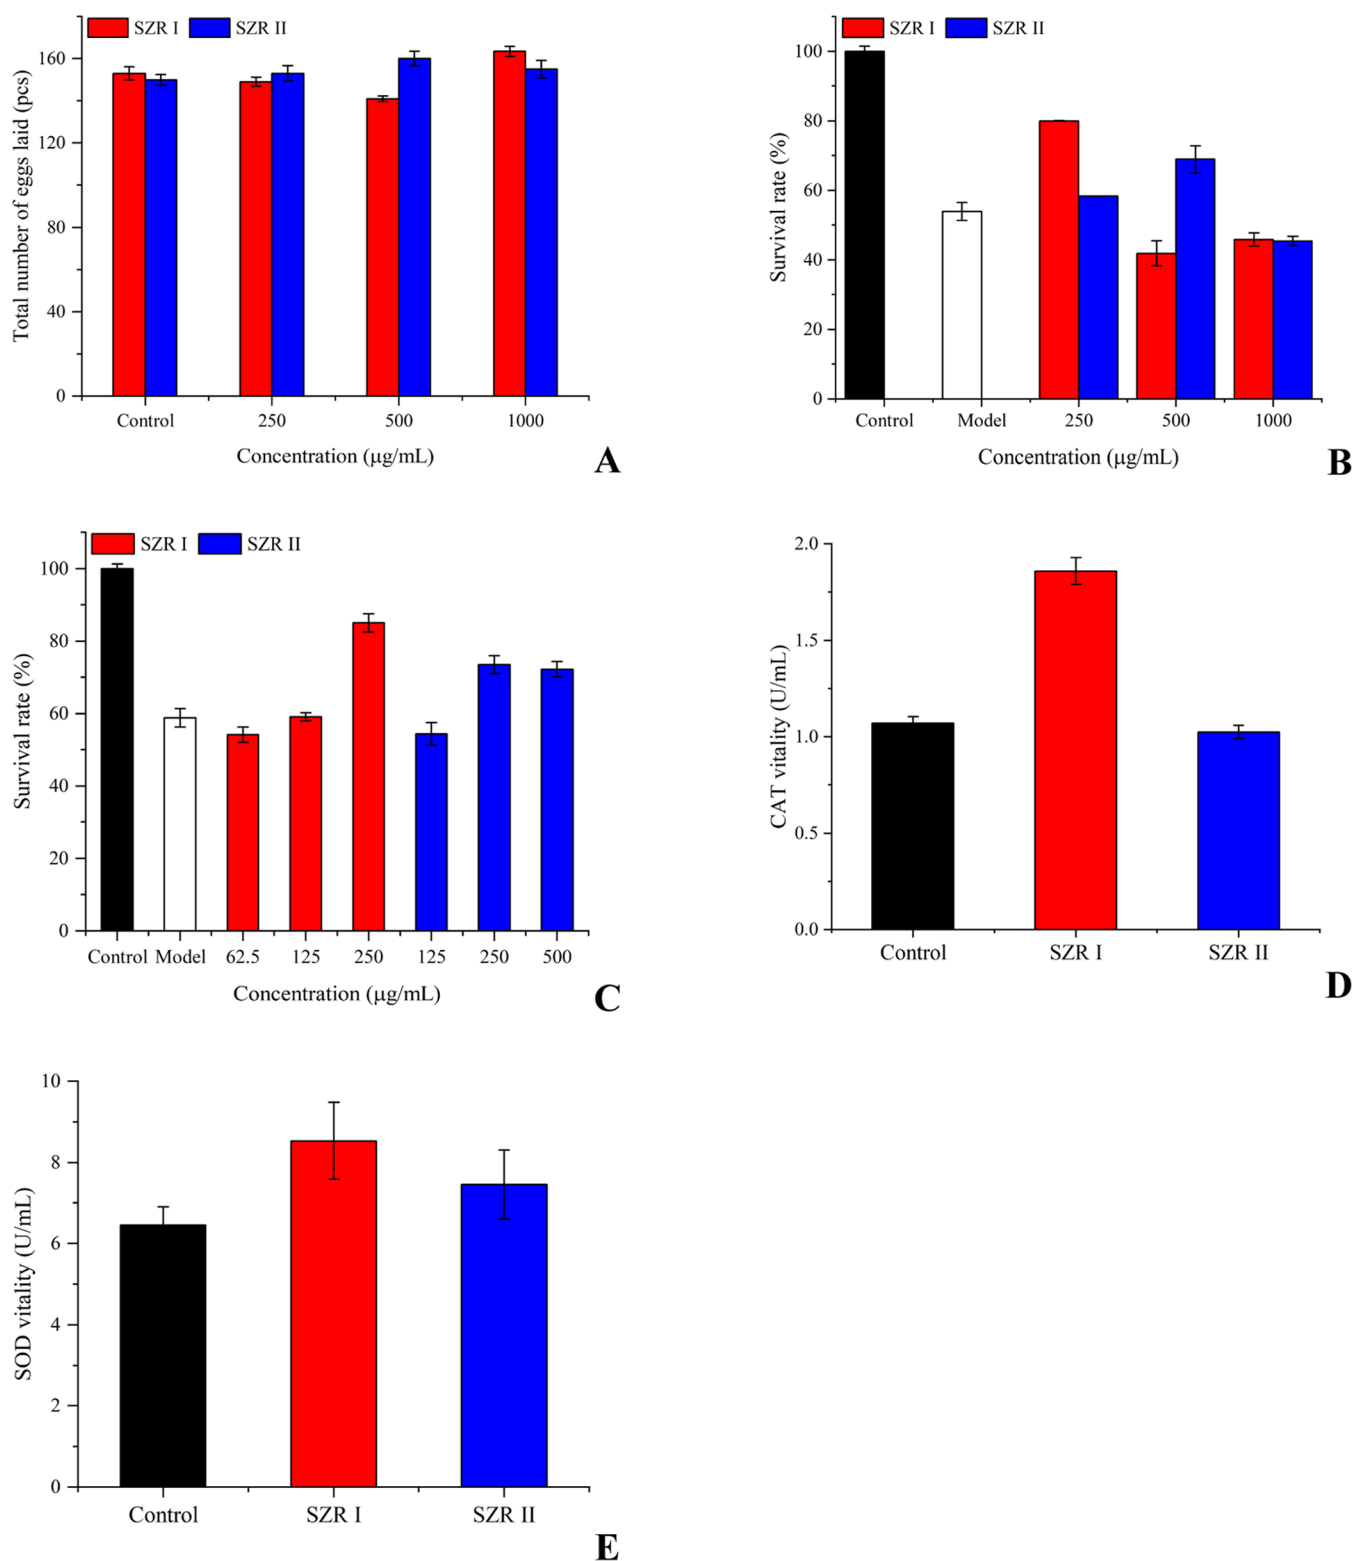 SZR I SZR II
160
120
80
40
0
Total number of eggs laid (pcs)
Control 250 500 1000
Concentration (μg/mL)
A
SZR I SZR II
100
80
60
40
20
0
Survival rate (%)
Control Model 250 500 1000
Concentration (μg/mL)
B
SZR I SZR II
100
80
60
40
20
0
Survival rate (%)
Control Model 62.5 125 250 125 250 500
Concentration (μg/mL)
C
2.0
1.5
1.0
0.5
0.0
CAT vitality (U/mL)
Control SZR I SZR II
D
10
8
6
4
2
0
SOD vitality (U/mL)
Control SZR I SZR II
E